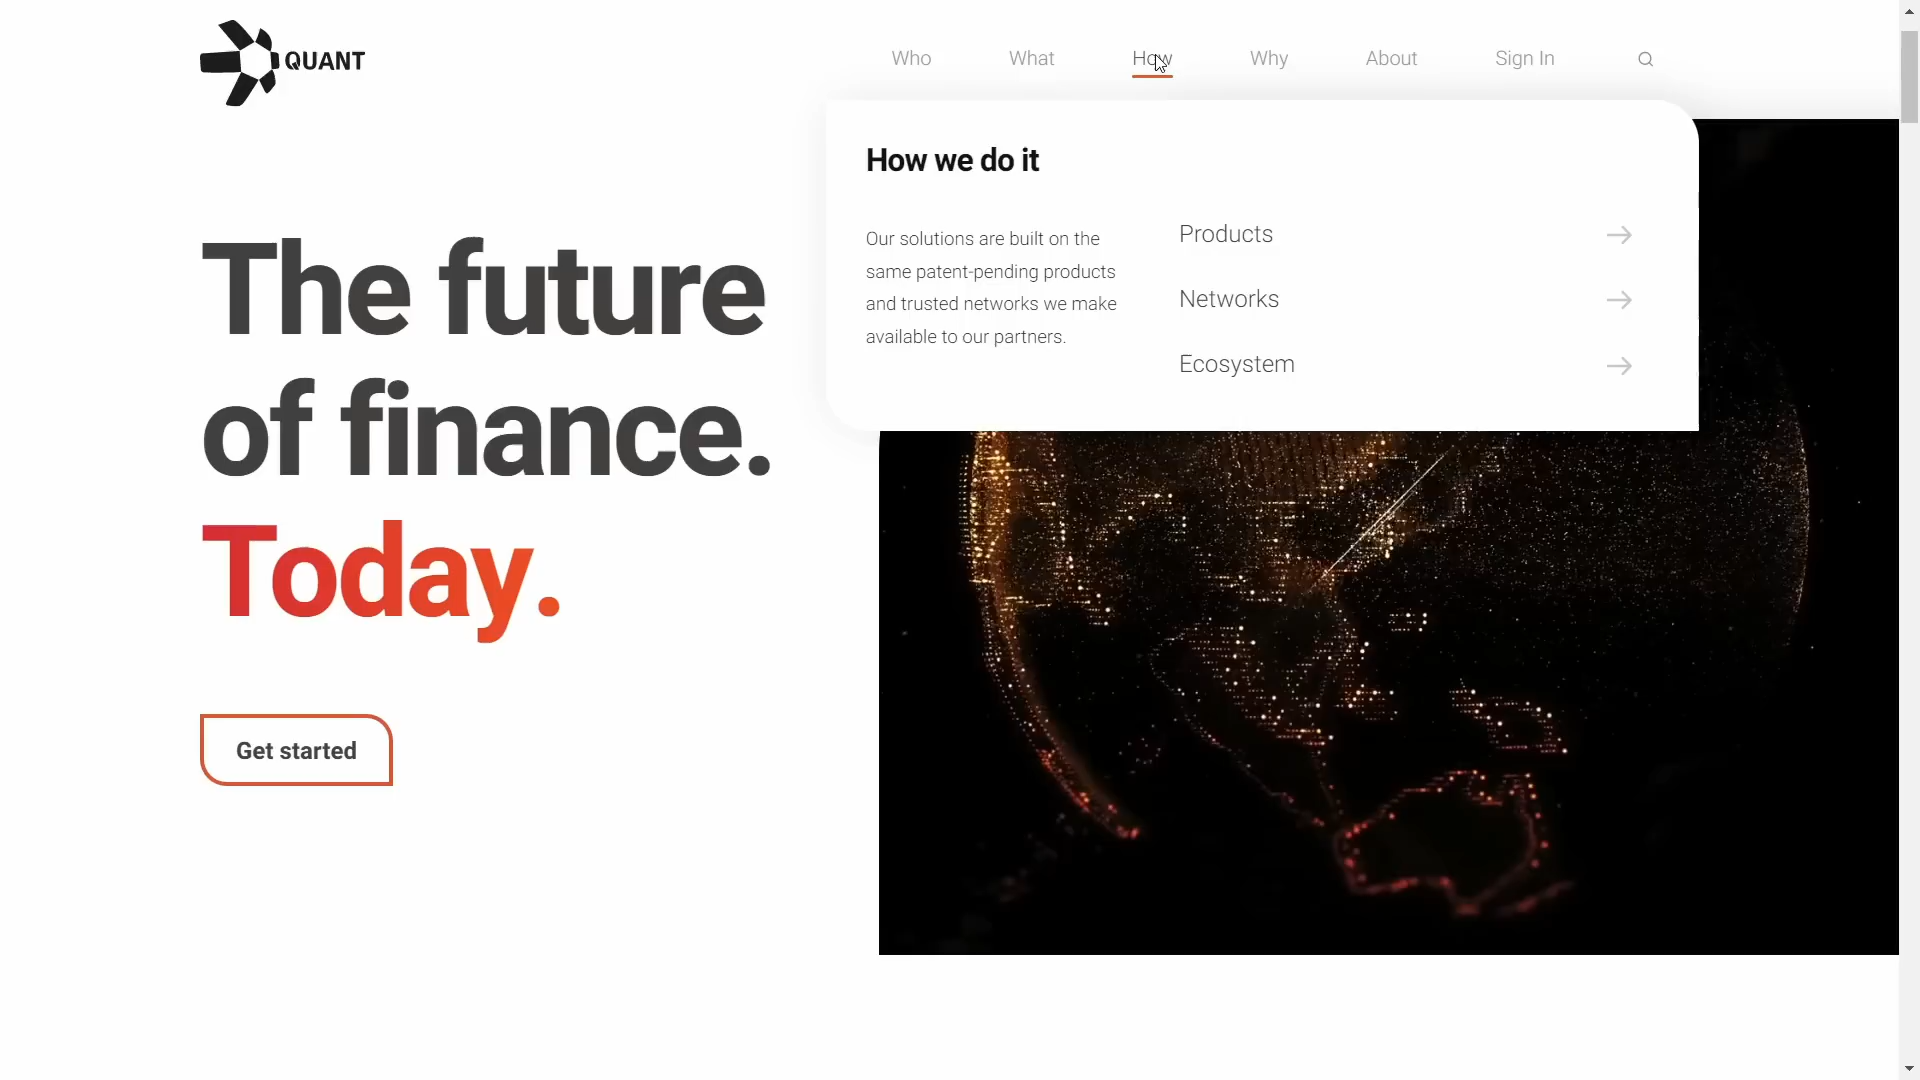 QUANT
Who What How Why About Sign In
How we do it
Our solutions are built on the
same patent-pending products
and trusted networks we make
available to our partners.
Products
Networks
Ecosystem
The future
of finance.
Today.
Get started